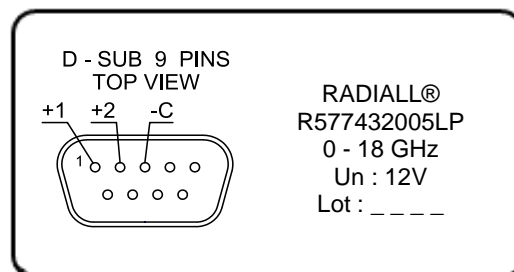 D - SUB 9 PINS
TOP VIEW
+1 +2 -C
1
RADIALL®
R577432005LP
0 - 18 GHz
Un : 12V
Lot : _ _ _ _